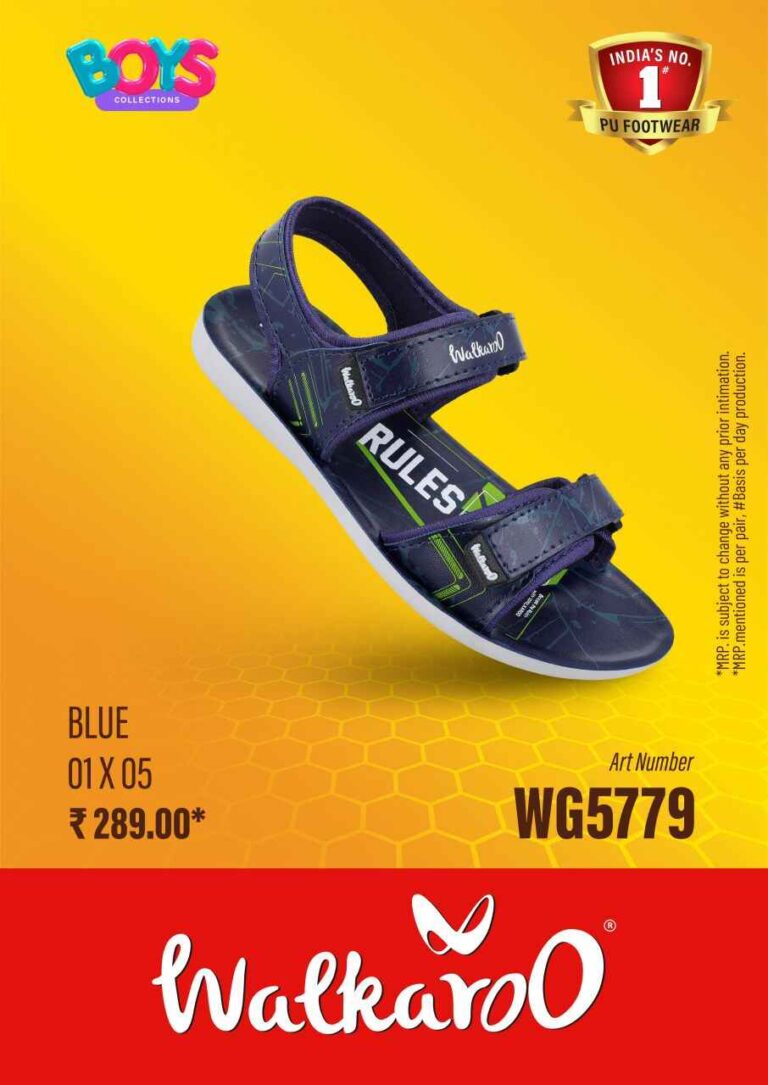 BOYS
COLLECTIONS
INDIA'S NO.
1#
PU FOOTWEAR
Walkaroo
Walkaroo
RULES
Walkaroo
*MRP. is subject to change without any prior intimation.
*MRP.mentioned is per pair, #Basis per day production.
BLUE
01 X 05
₹ 289.00*
Art Number
WG5779
Walkaroo®